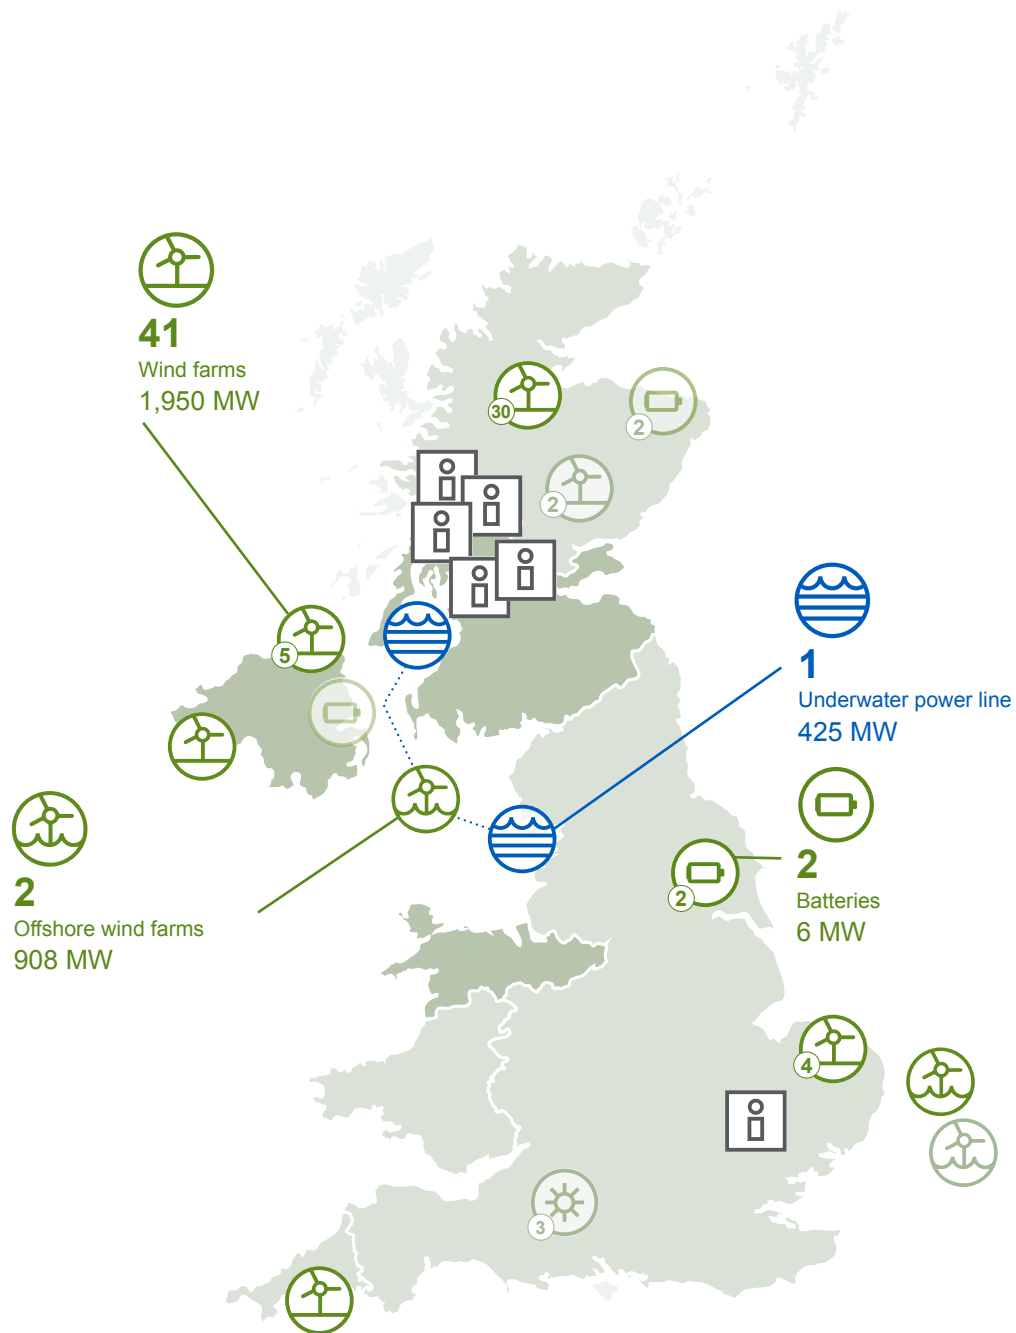 41
Wind farms
1,950 MW
30
2
2
5
1
Underwater power line
425 MW
2
Offshore wind farms
908 MW
2
2
Batteries
6 MW
4
3